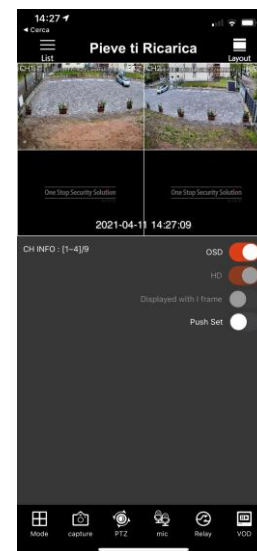 14:27
◂ Cerca
List
Pieve ti Ricarica
Layout
CH1
CH2
One Stop Security Solution
One Stop Security Solution
2021-04-11 14:27:09
CH INFO : [1~4]/9
OSD
HD
Displayed with I frame
Push Set
Mode
capture
PTZ
mic
Relay
VOD